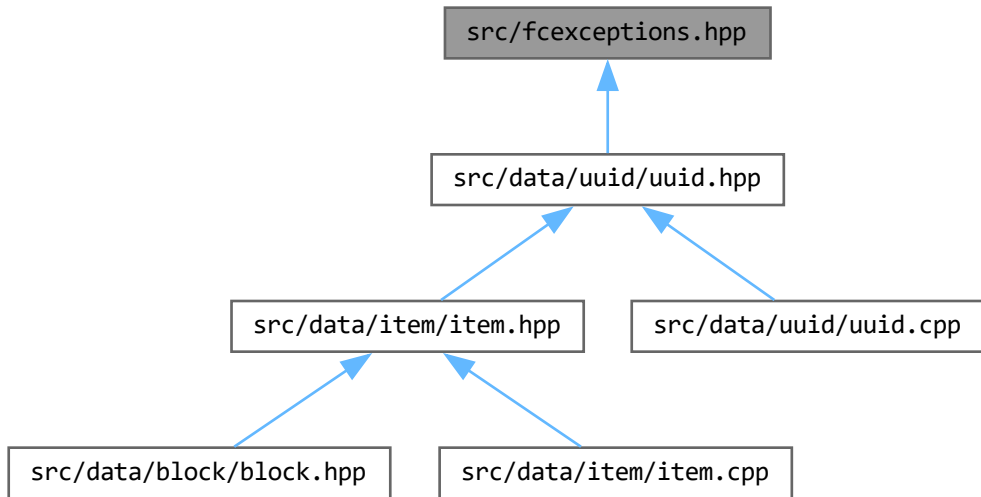 src/fcexceptions.hpp
src/data/uuid/uuid.hpp
src/data/item/item.hpp
src/data/uuid/uuid.cpp
src/data/block/block.hpp
src/data/item/item.cpp